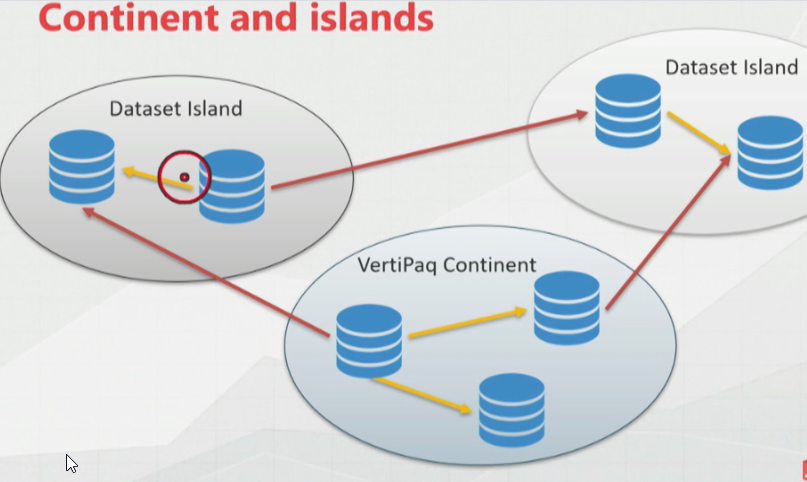 Continent and islands
Dataset Island
Dataset Island
VertiPaq Continent